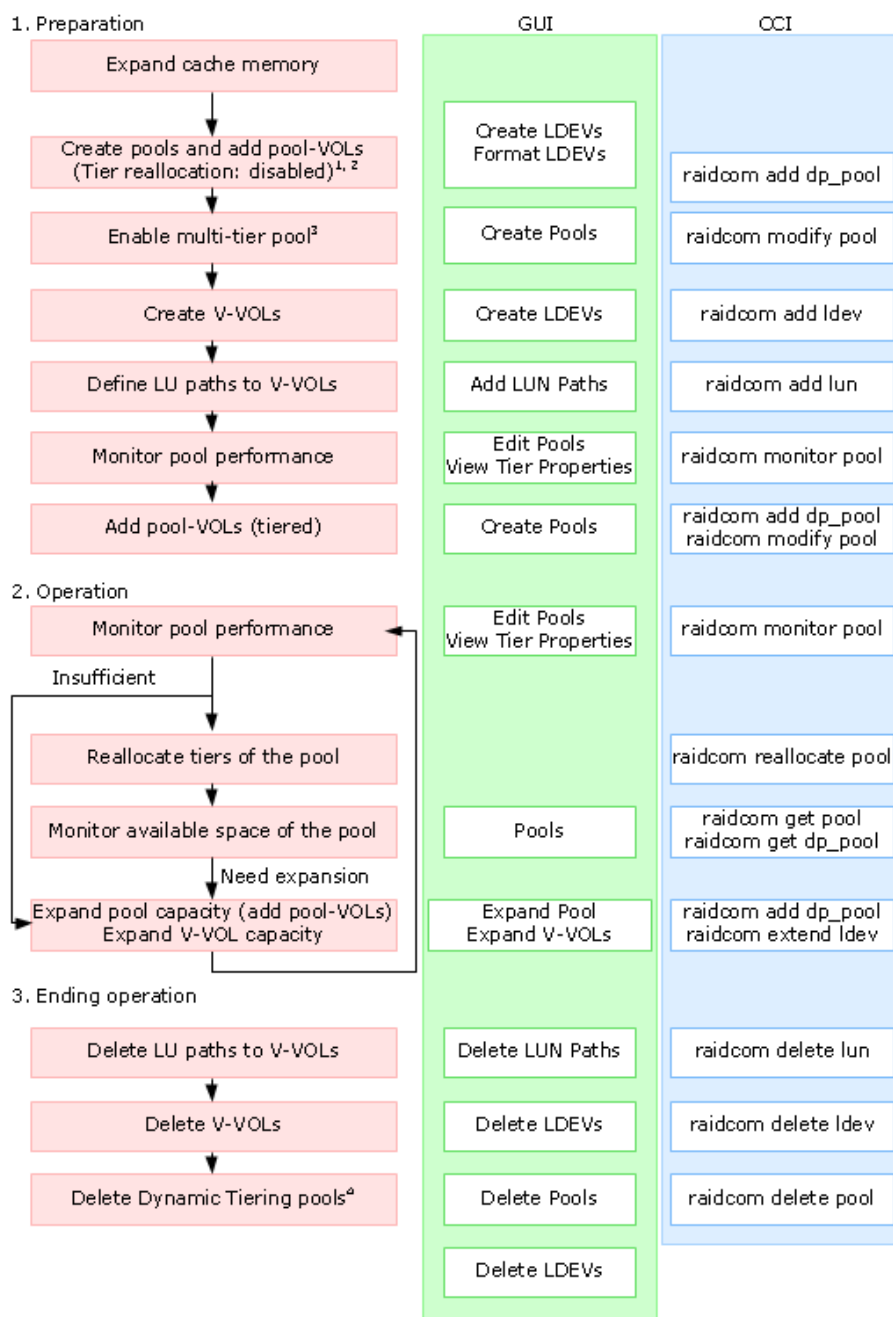 1. Preparation
GUI
CCI
Expand cache memory
Create pools and add pool-VOLs
(Tier reallocation: disabled)1, 2
Create LDEVs
Format LDEVs
raidcom add dp_pool
Enable multi-tier pool3
Create Pools
raidcom modify pool
Create V-VOLs
Create LDEVs
raidcom add ldev
Define LU paths to V-VOLs
Add LUN Paths
raidcom add lun
Monitor pool performance
Edit Pools
View Tier Properties
raidcom monitor pool
Add pool-VOLs (tiered)
Create Pools
raidcom add dp_pool
raidcom modify pool
2. Operation
Monitor pool performance
Edit Pools
View Tier Properties
raidcom monitor pool
Insufficient
Reallocate tiers of the pool
raidcom reallocate pool
Monitor available space of the pool
Pools
raidcom get pool
raidcom get dp_pool
Need expansion
Expand pool capacity (add pool-VOLs)
Expand V-VOL capacity
Expand Pool
Expand V-VOLs
raidcom add dp_pool
raidcom extend ldev
3. Ending operation
Delete LU paths to V-VOLs
Delete LUN Paths
raidcom delete lun
Delete V-VOLs
Delete LDEVs
raidcom delete ldev
Delete Dynamic Tiering pools4
Delete Pools
raidcom delete pool
Delete LDEVs